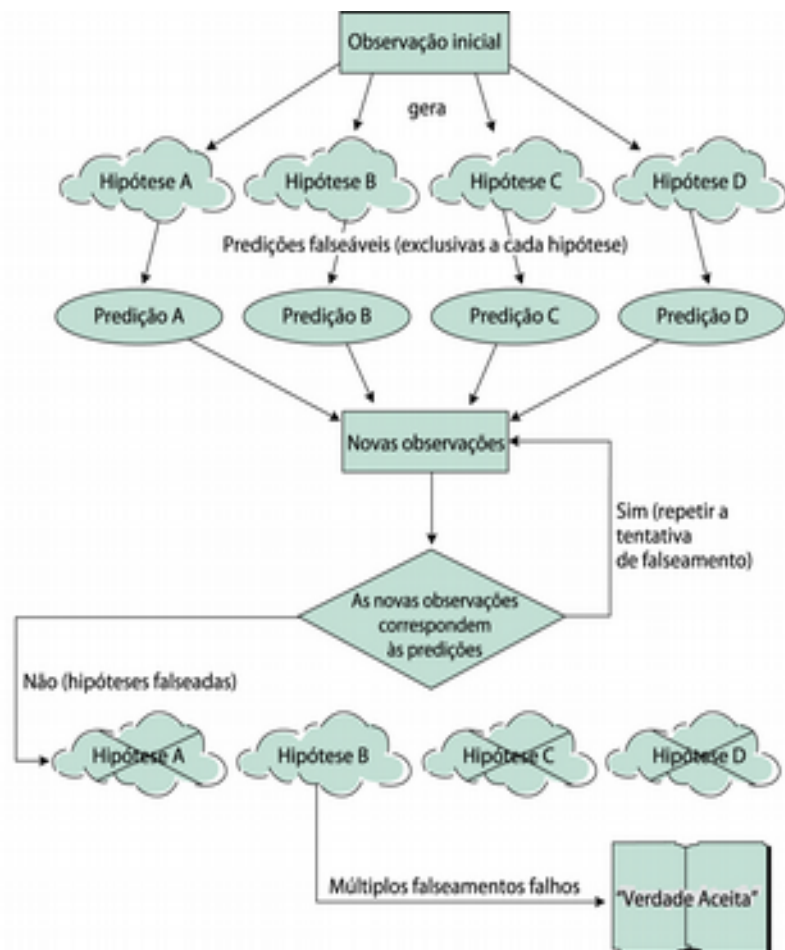 Observação inicial
gera
Hipótese A
Hipótese B
Hipótese C
Hipótese D
Predições falseáveis (exclusivas a cada hipótese)
Predição A
Predição B
Predição C
Predição D
Novas observações
Sim (repetir a
tentativa
de falseamento)
As novas observações
correspondem
às predições
Não (hipóteses falseadas)
Hipótese A
Hipótese B
Hipótese C
Hipótese D
Múltiplos falseamentos falhos
"Verdade Aceita"